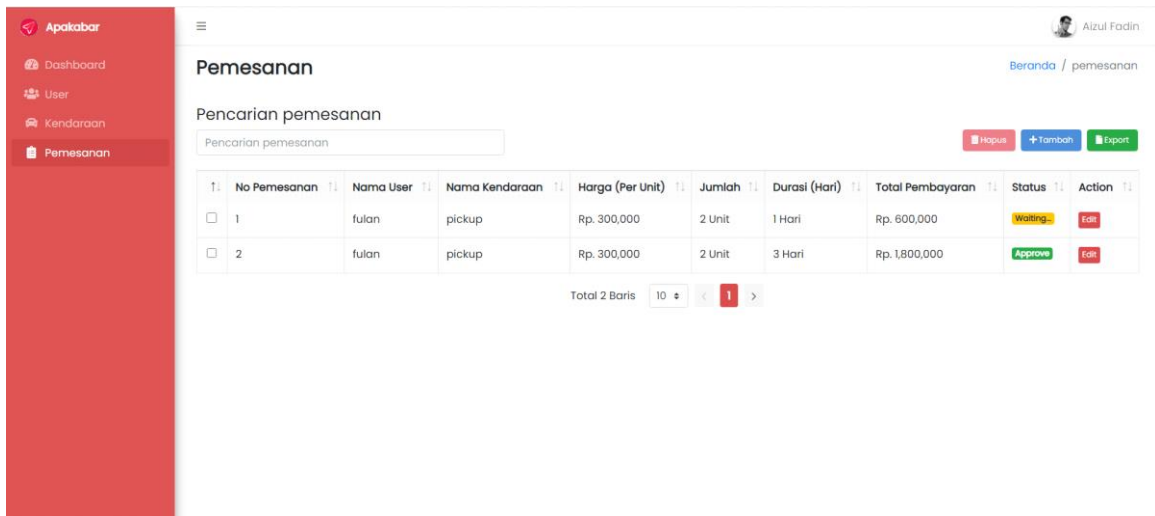 Apakabar
Aizul Fadin
Dashboard
User
Kendaraan
Pemesanan
Pemesanan
Beranda / pemesanan
Pencarian pemesanan
Pencarian pemesanan
Hapus +Tambah Export
No Pemesanan Nama User Nama Kendaraan Harga (Per Unit) Jumlah Durasi (Hari) Total Pembayaran Status Action
1 fulan pickup Rp. 300,000 2 Unit 1 Hari Rp. 600,000 Waiting... Edit
2 fulan pickup Rp. 300,000 2 Unit 3 Hari Rp. 1,800,000 Approve Edit
Total 2 Baris 10 < 1 >